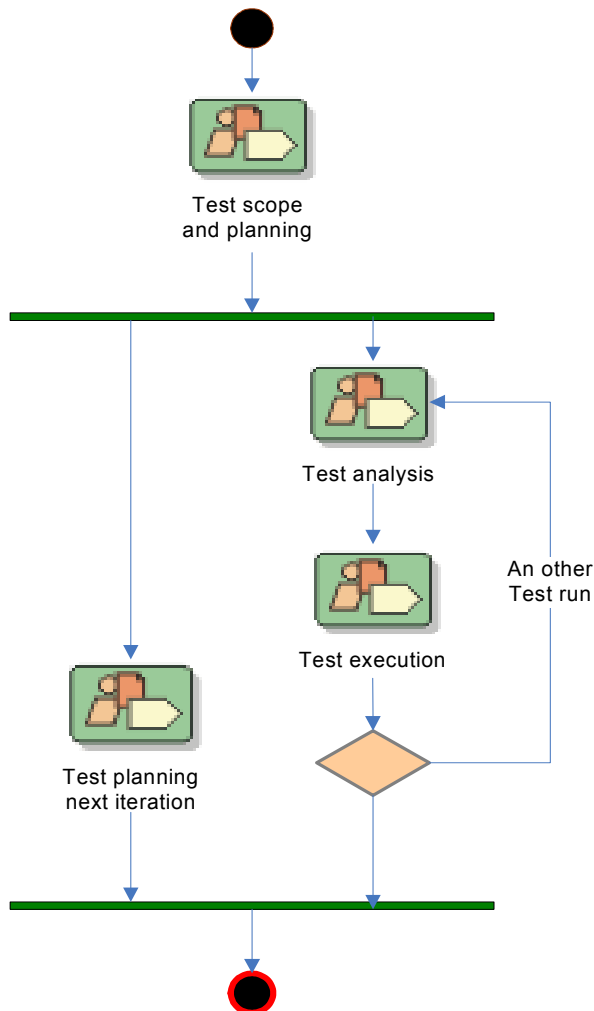 Test scope
and planning
Test analysis
An other
Test run
Test execution
Test planning
next iteration